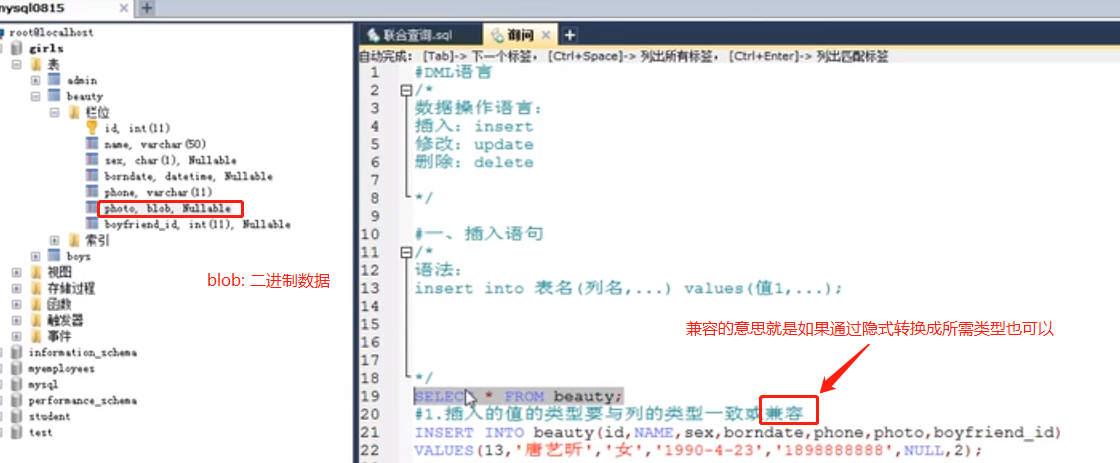 mysql0815
root@localhost
girls
表
admin
beauty
栏位
id, int(11)
name, varchar(50)
sex, char(1), Nullable
borndate, datetime, Nullable
phone, varchar(11)
photo, blob, Nullable
boyfriend_id, int(11), Nullable
索引
boys
视图
存储过程
函数
触发器
事件
information_schema
myemployees
mysql
performance_schema
student
test
blob: 二进制数据
联合查询.sql
询问
自动完成: [Tab]-> 下一个标签, [Ctrl+Space]-> 列出所有标签, [Ctrl+Enter]-> 列出匹配标签
1 #DML语言
2 /*
3 数据操作语言:
4 插入: insert
5 修改: update
6 删除: delete
7
8 */
9
10 #一、插入语句
11 /*
12 语法:
13 insert into 表名(列名,...) values(值1,...);
14
15
16
17
18 */
19 SELECT * FROM beauty;
20 #1.插入的值的类型要与列的类型一致或兼容
21 INSERT INTO beauty(id,NAME,sex,borndate,phone,photo,boyfriend_id)
22 VALUES(13,'唐艺昕','女','1990-4-23','1898888888',NULL,2);
兼容的意思就是如果通过隐式转换成所需类型也可以